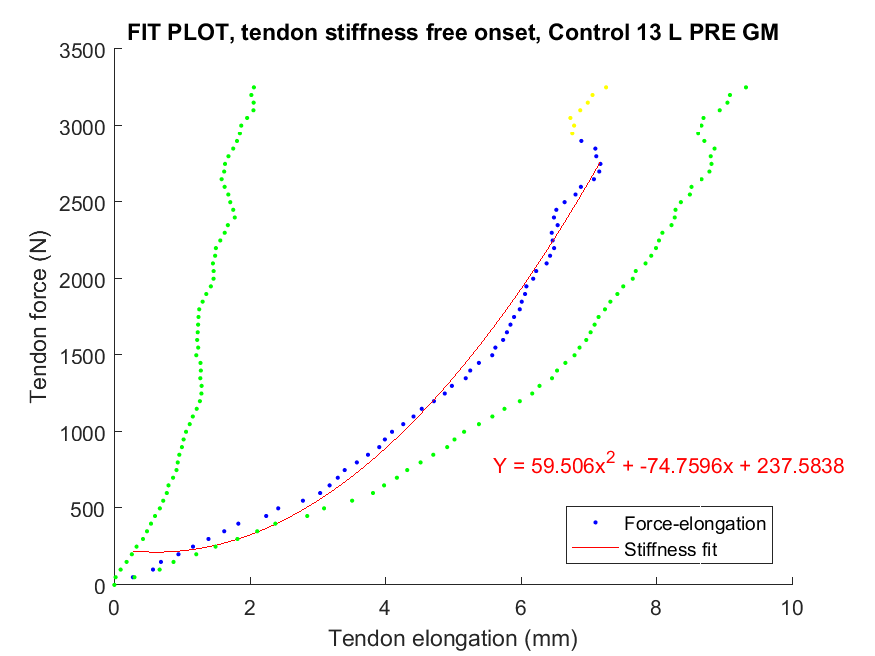 FIT PLOT, tendon stiffness free onset, Control 13 L PRE GM
3500
3000
2500
2000
1500
1000
500
0
Tendon force (N)
Y = 59.506x² + -74.7596x + 237.5838
Force-elongation
Stiffness fit
0 2 4 6 8 10
Tendon elongation (mm)